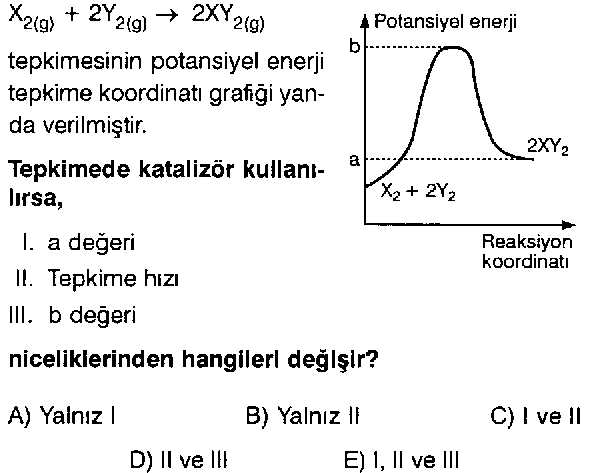 X₂(g) + 2Y₂(g) → 2XY₂(g)
tepkimesinin potansiyel enerji
tepkime koordinatı grafiği yan-
da verilmiştir.
Tepkimede katalizör kullanı-
lırsa,
I. a değeri
II. Tepkime hızı
III. b değeri
Potansiyel enerji
b
a
2XY₂
X₂ + 2Y₂
Reaksiyon
koordinatı
niceliklerinden hangileri değişir?
A) Yalnız I B) Yalnız II C) I ve II
D) II ve III E) I, II ve III